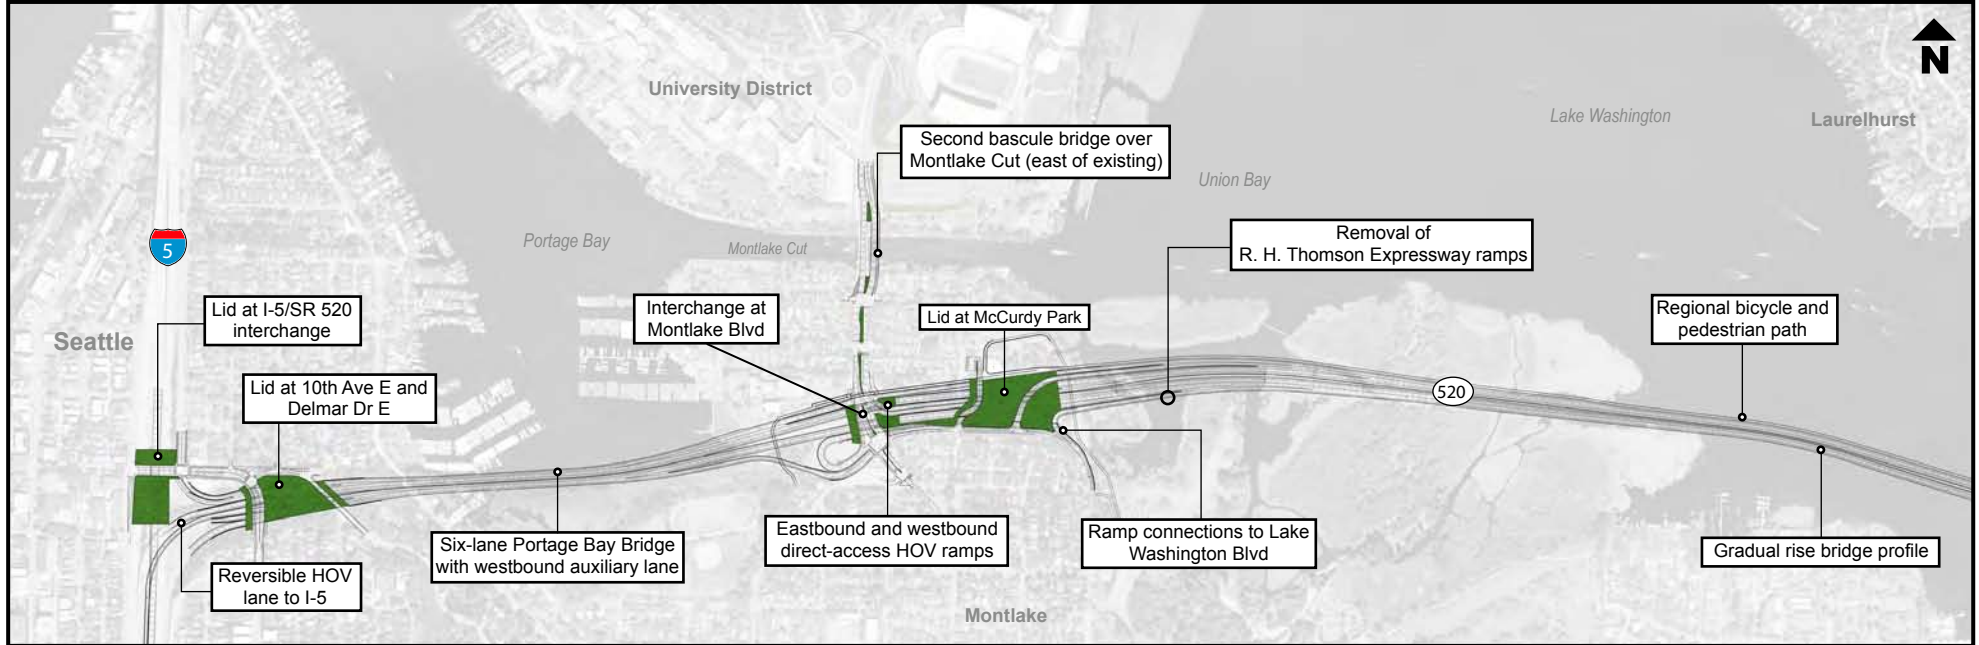 N
University District
Lake Washington
Laurelhurst
Second bascule bridge over
Montlake Cut (east of existing)
Union Bay
Portage Bay
Montlake Cut
5
Removal of
R. H. Thomson Expressway ramps
Lid at I-5/SR 520
interchange
Interchange at
Montlake Blvd
Lid at McCurdy Park
Regional bicycle and
pedestrian path
Seattle
Lid at 10th Ave E and
Delmar Dr E
520
Six-lane Portage Bay Bridge
with westbound auxiliary lane
Eastbound and westbound
direct-access HOV ramps
Ramp connections to Lake
Washington Blvd
Gradual rise bridge profile
Reversible HOV
lane to I-5
Montlake